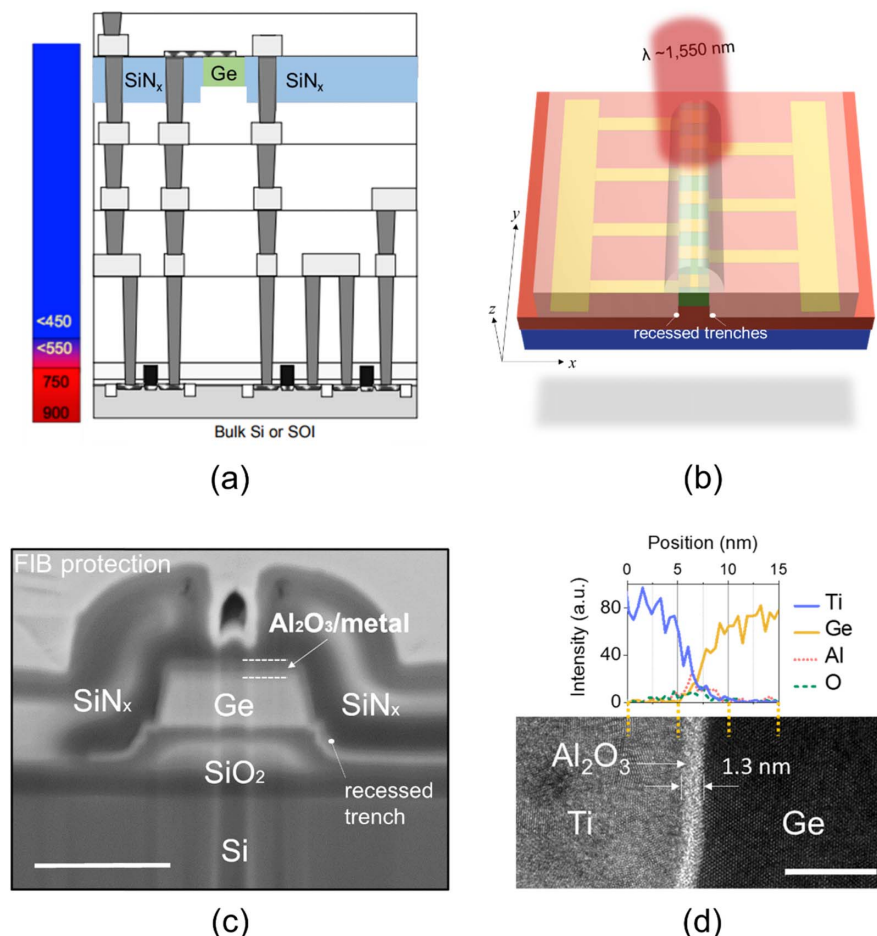 SiNₓ
Ge
SiNₓ
<450
<550
750
900
Bulk Si or SOI
(a)
λ ~1,550 nm
y
z
x
recessed trenches
(b)
FIB protection
Al₂O₃/metal
SiNₓ
Ge
SiNₓ
SiO₂
recessed
trench
Si
(c)
Position (nm)
0 5 10 15
Intensity (a.u.)
80
40
0
Ti
Ge
Al
O
Al₂O₃
1.3 nm
Ti
Ge
(d)